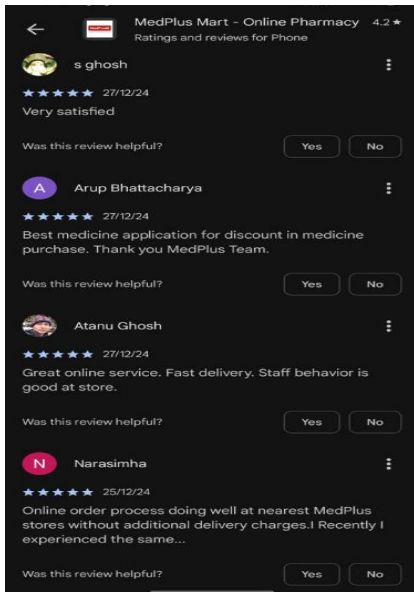 MedPlus Mart - Online Pharmacy 4.2★
Ratings and reviews for Phone
s ghosh
★★★★★ 27/12/24
Very satisfied
Was this review helpful? Yes No
A Arup Bhattacharya
★★★★★ 27/12/24
Best medicine application for discount in medicine
purchase. Thank you MedPlus Team.
Was this review helpful? Yes No
Atanu Ghosh
★★★★★ 27/12/24
Great online service. Fast delivery. Staff behavior is
good at store.
Was this review helpful? Yes No
N Narasimha
★★★★★ 25/12/24
Online order process doing well at nearest MedPlus
stores without additional delivery charges.I Recently I
experienced the same...
Was this review helpful? Yes No